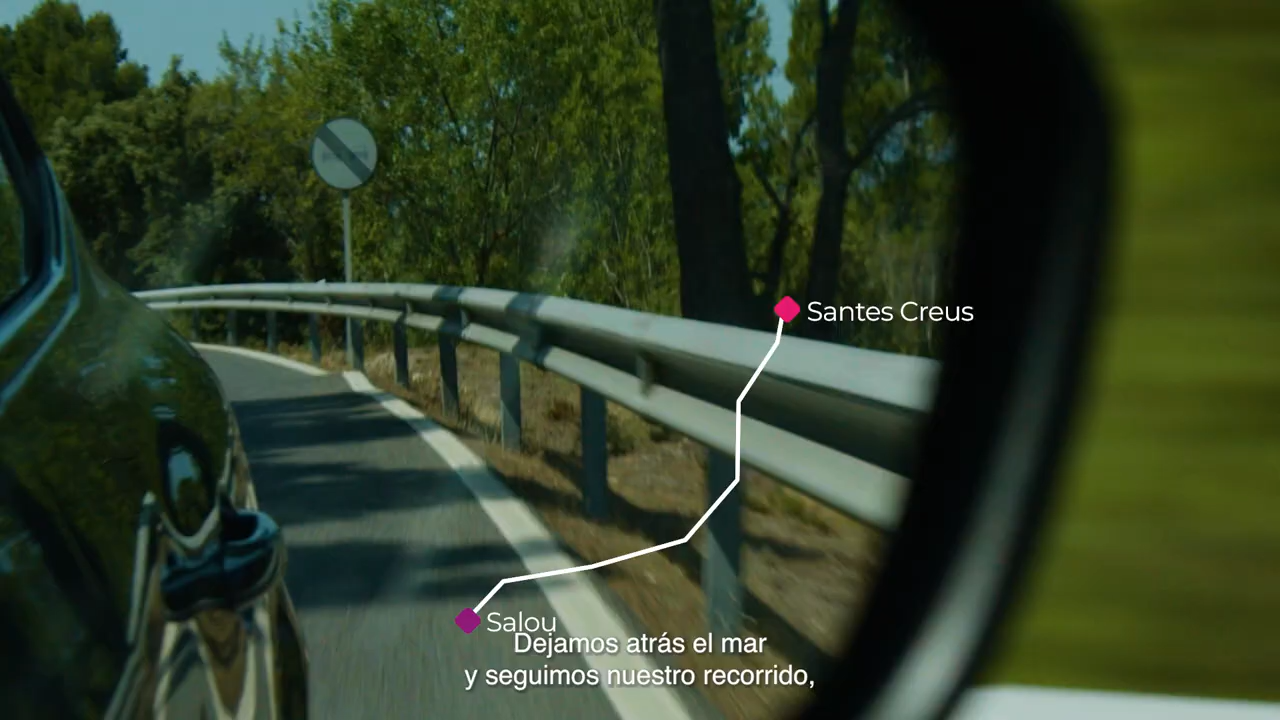 Santes Creus
Salou
Dejamos atrás el mar
y seguimos nuestro recorrido,